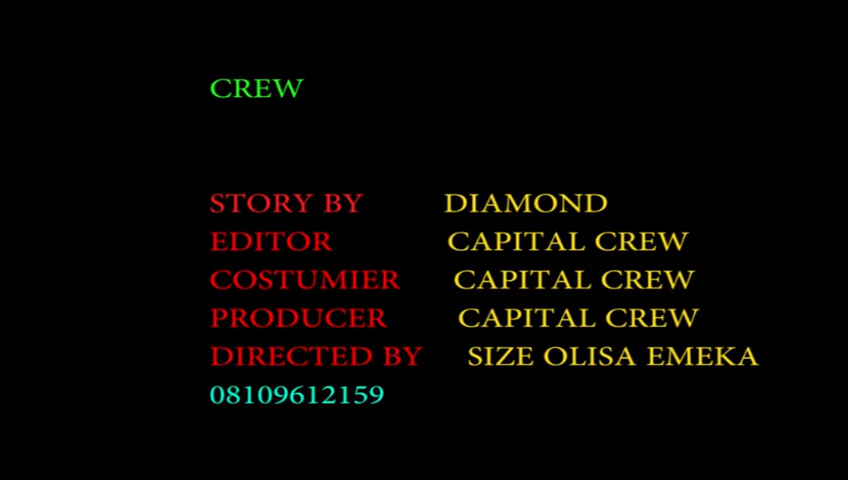 CREW
STORY BY DIAMOND
EDITOR CAPITAL CREW
COSTUMIER CAPITAL CREW
PRODUCER CAPITAL CREW
DIRECTED BY SIZE OLISA EMEKA
08109612159